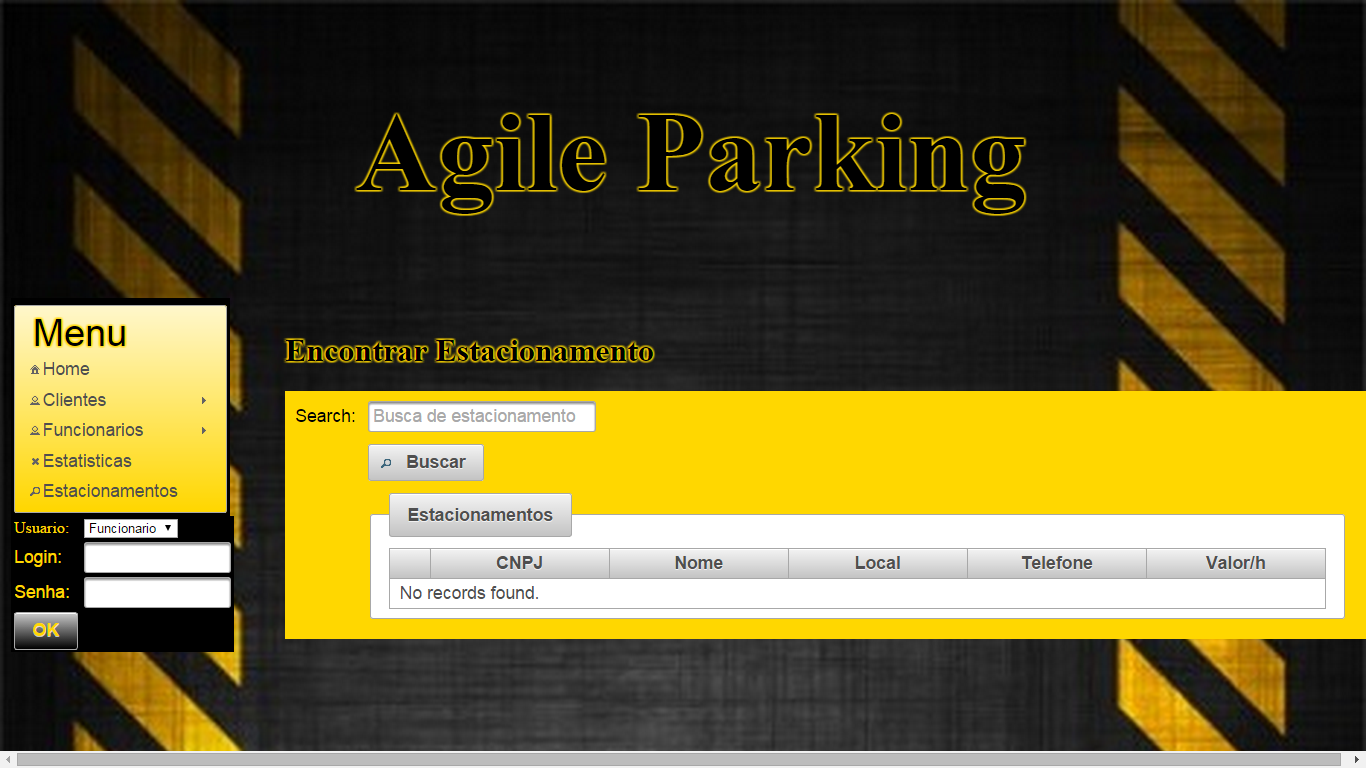 Agile Parking
Menu
Home
Clientes
Funcionarios
Estatisticas
Estacionamentos
Usuario: Funcionario
Login:
Senha:
OK
Encontrar Estacionamento
Search: Busca de estacionamento
Buscar
Estacionamentos
CNPJ Nome Local Telefone Valor/h
No records found.